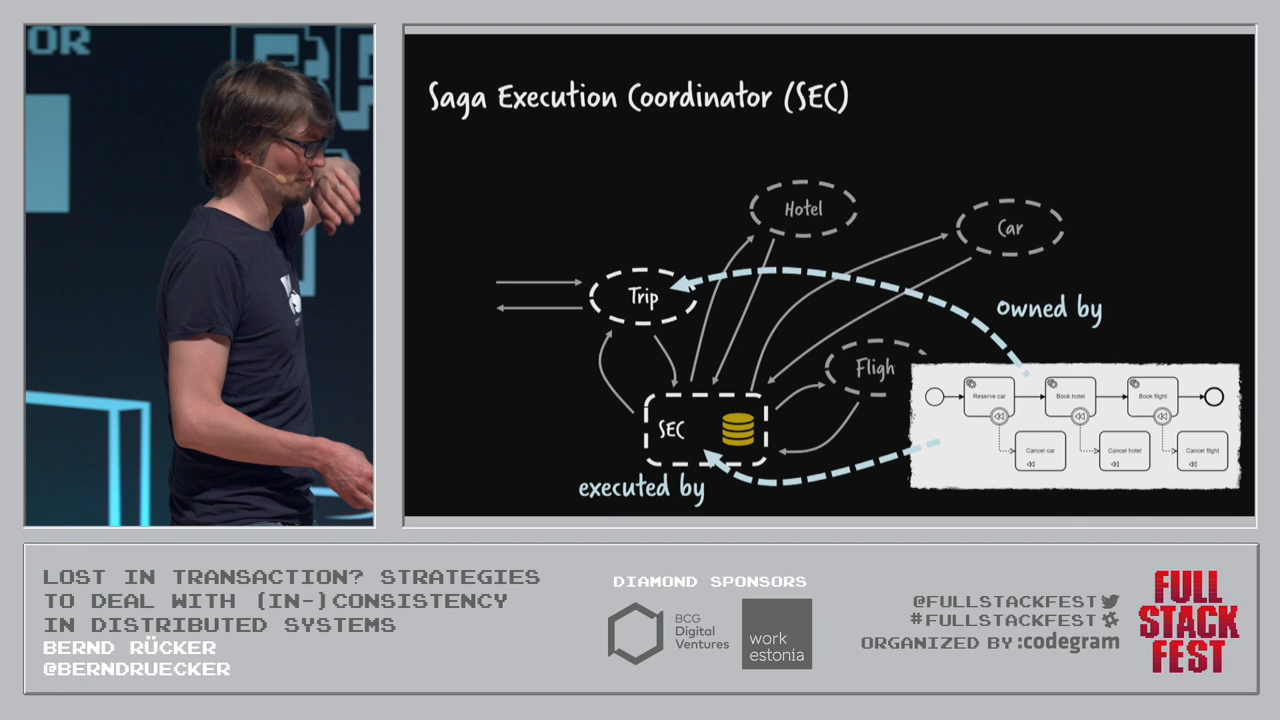 OR
Saga Execution Coordinator (SEC)
Hotel
Car
Trip
Owned by
Fligh
SEC
executed by
Reserve car
Book hotel
Book flight
Cancel car
Cancel hotel
Cancel flight
LOST IN TRANSACTION? STRATEGIES
TO DEAL WITH (IN-)CONSISTENCY
IN DISTRIBUTED SYSTEMS
BERND RÜCKER
@BERNDRUECKER
DIAMOND SPONSORS
BCG
Digital
Ventures
work
estonia
@FULLSTACKFEST
#FULLSTACKFEST
ORGANIZED BY :codegram
FULL
STACK
FEST